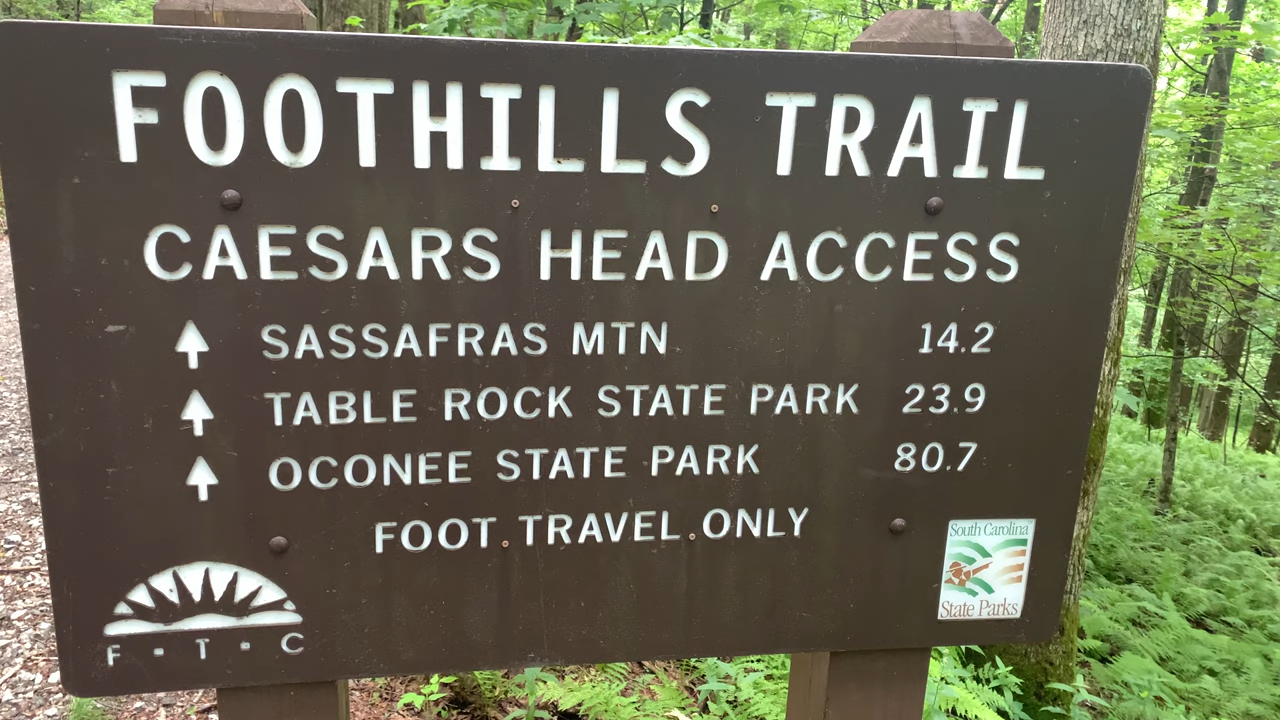 FOOTHILLS TRAIL
CAESARS HEAD ACCESS
SASSAFRAS MTN 14.2
TABLE ROCK STATE PARK 23.9
OCONEE STATE PARK 80.7
FOOT TRAVEL ONLY
F·T·C
South Carolina
State Parks